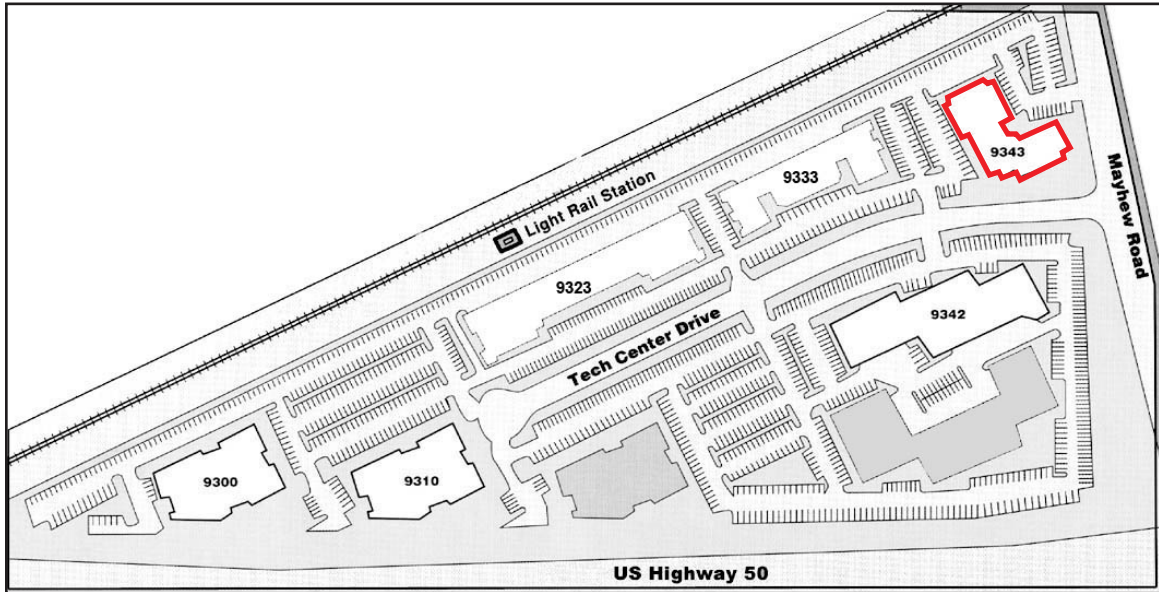 9343
Mayhew Road
9333
Light Rail Station
9323
9342
Tech Center Drive
9300
9310
US Highway 50